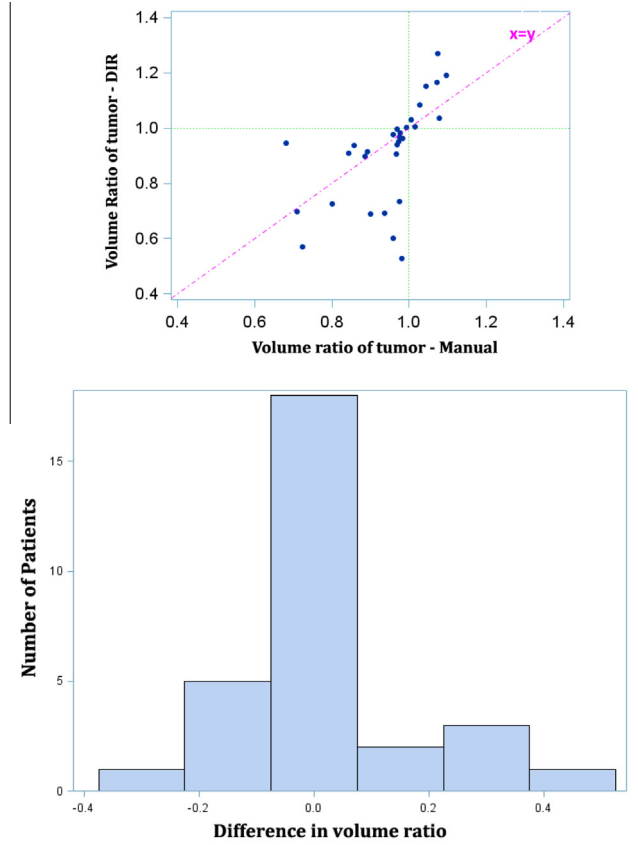 1.4
1.2
1.0
0.8
0.6
0.4
Volume Ratio of tumor - DIR
x=y
0.4 0.6 0.8 1.0 1.2 1.4
Volume ratio of tumor - Manual
15
10
5
0
Number of Patients
-0.4 -0.2 0.0 0.2 0.4
Difference in volume ratio